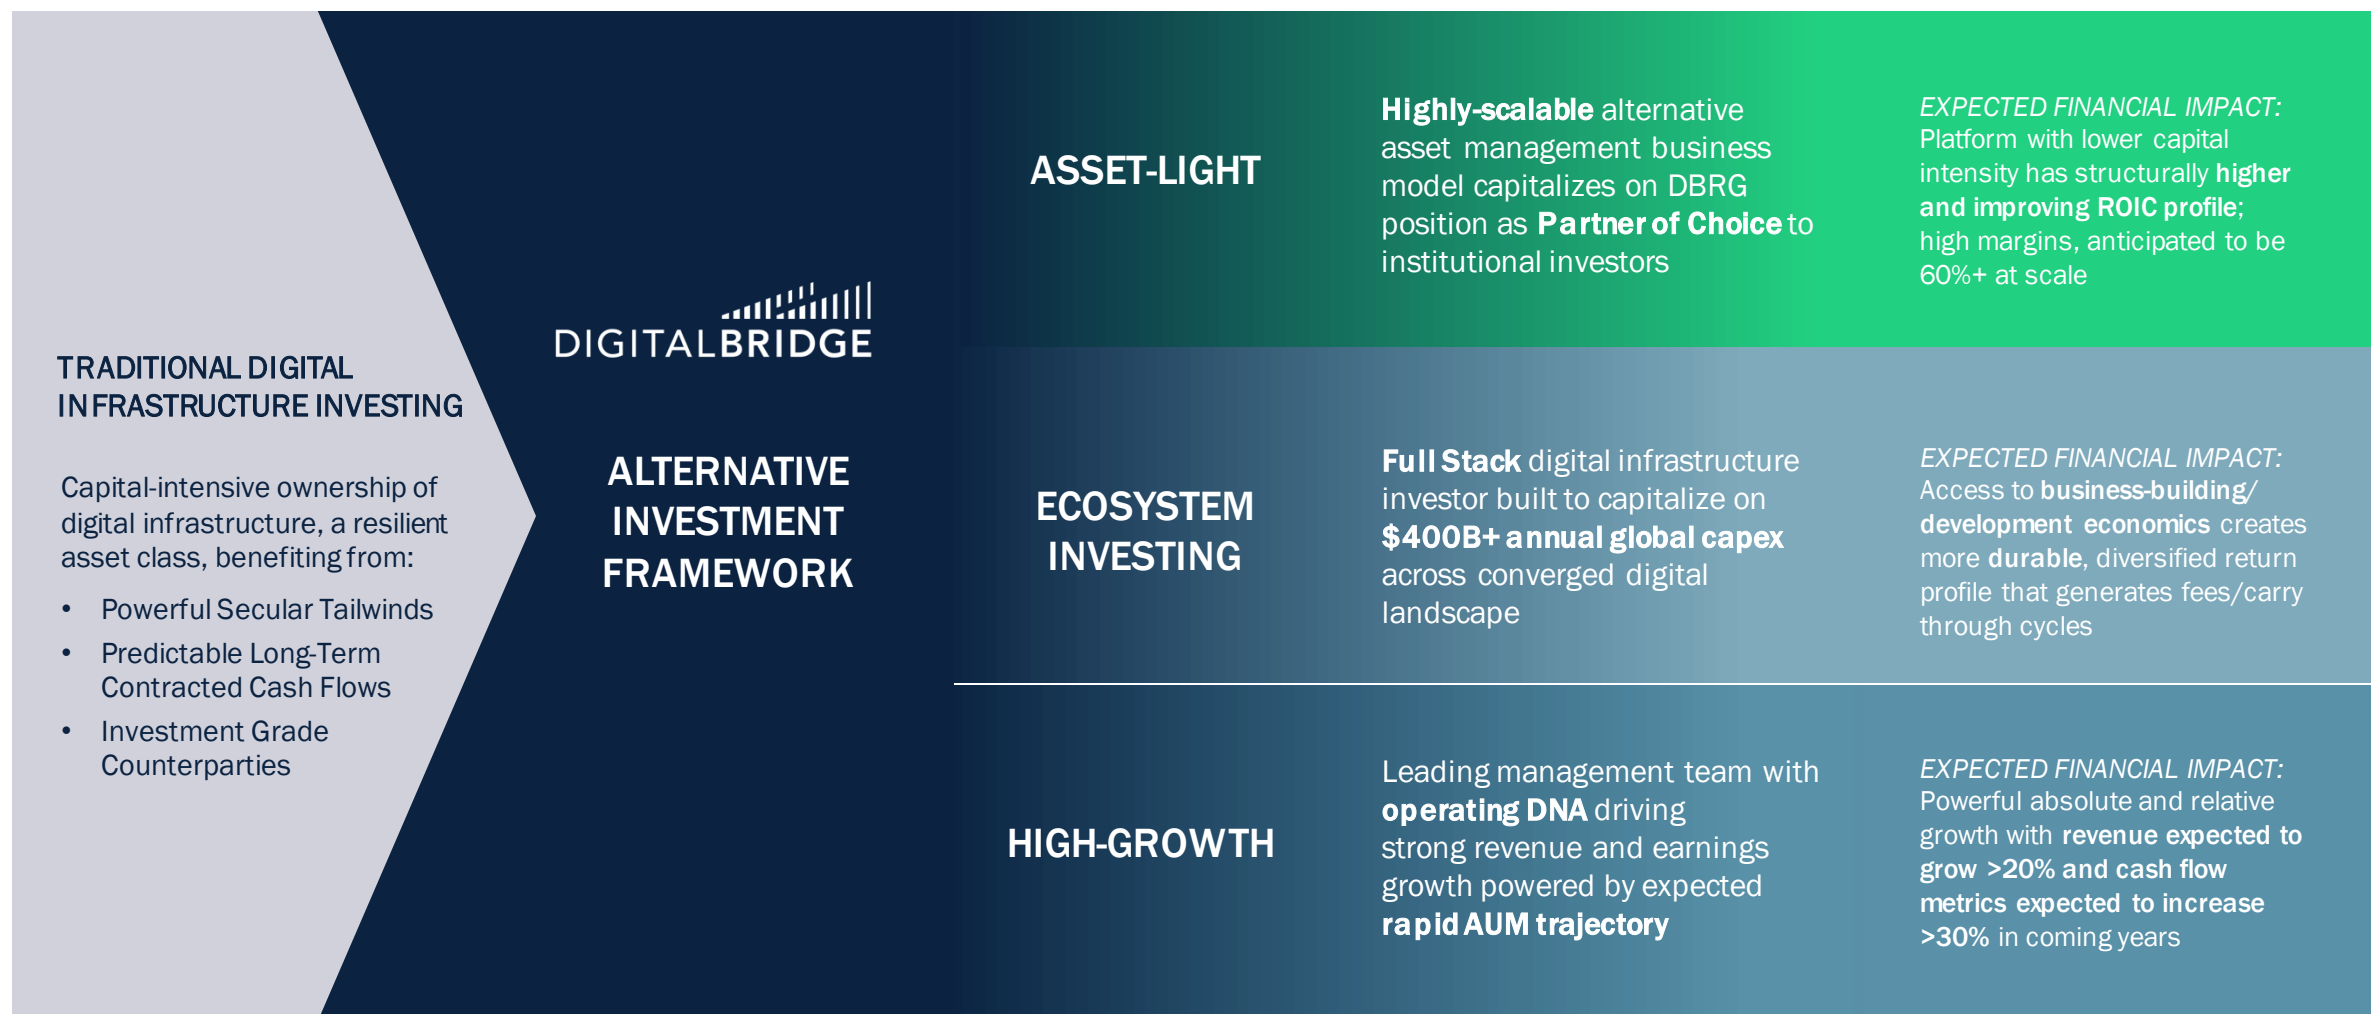 TRADITIONAL DIGITAL
INFRASTRUCTURE INVESTING
Capital-intensive ownership of
digital infrastructure, a resilient
asset class, benefiting from:
• Powerful Secular Tailwinds
• Predictable Long-Term
Contracted Cash Flows
• Investment Grade
Counterparties
DIGITALBRIDGE
ALTERNATIVE
INVESTMENT
FRAMEWORK
ASSET-LIGHT
Highly-scalable alternative
asset management business
model capitalizes on DBRG
position as Partner of Choice to
institutional investors
EXPECTED FINANCIAL IMPACT:
Platform with lower capital
intensity has structurally higher
and improving ROIC profile;
high margins, anticipated to be
60%+ at scale
ECOSYSTEM
INVESTING
Full Stack digital infrastructure
investor built to capitalize on
$400B+ annual global capex
across converged digital
landscape
EXPECTED FINANCIAL IMPACT:
Access to business-building/
development economics creates
more durable, diversified return
profile that generates fees/carry
through cycles
HIGH-GROWTH
Leading management team with
operating DNA driving
strong revenue and earnings
growth powered by expected
rapid AUM trajectory
EXPECTED FINANCIAL IMPACT:
Powerful absolute and relative
growth with revenue expected to
grow >20% and cash flow
metrics expected to increase
>30% in coming years